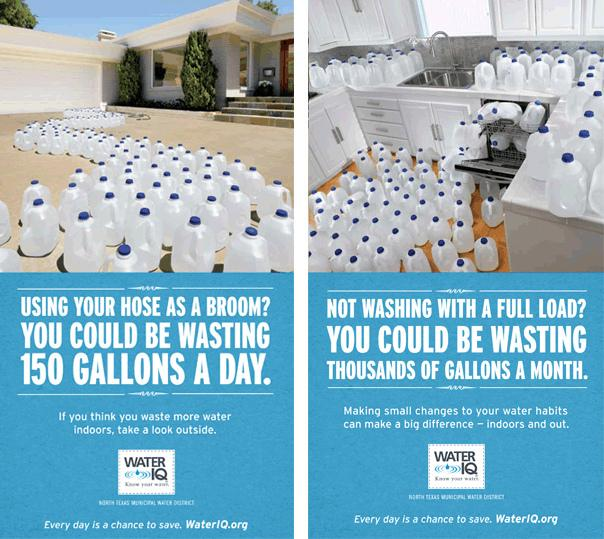 USING YOUR HOSE AS A BROOM?
YOU COULD BE WASTING
150 GALLONS A DAY.
If you think you waste more water
indoors, take a look outside.
WATER
IQ
Know your water.
NORTH TEXAS MUNICIPAL WATER DISTRICT
Every day is a chance to save. WaterIQ.org
NOT WASHING WITH A FULL LOAD?
YOU COULD BE WASTING
THOUSANDS OF GALLONS A MONTH.
Making small changes to your water habits
can make a big difference – indoors and out.
WATER
IQ
Know your water.
NORTH TEXAS MUNICIPAL WATER DISTRICT
Every day is a chance to save. WaterIQ.org